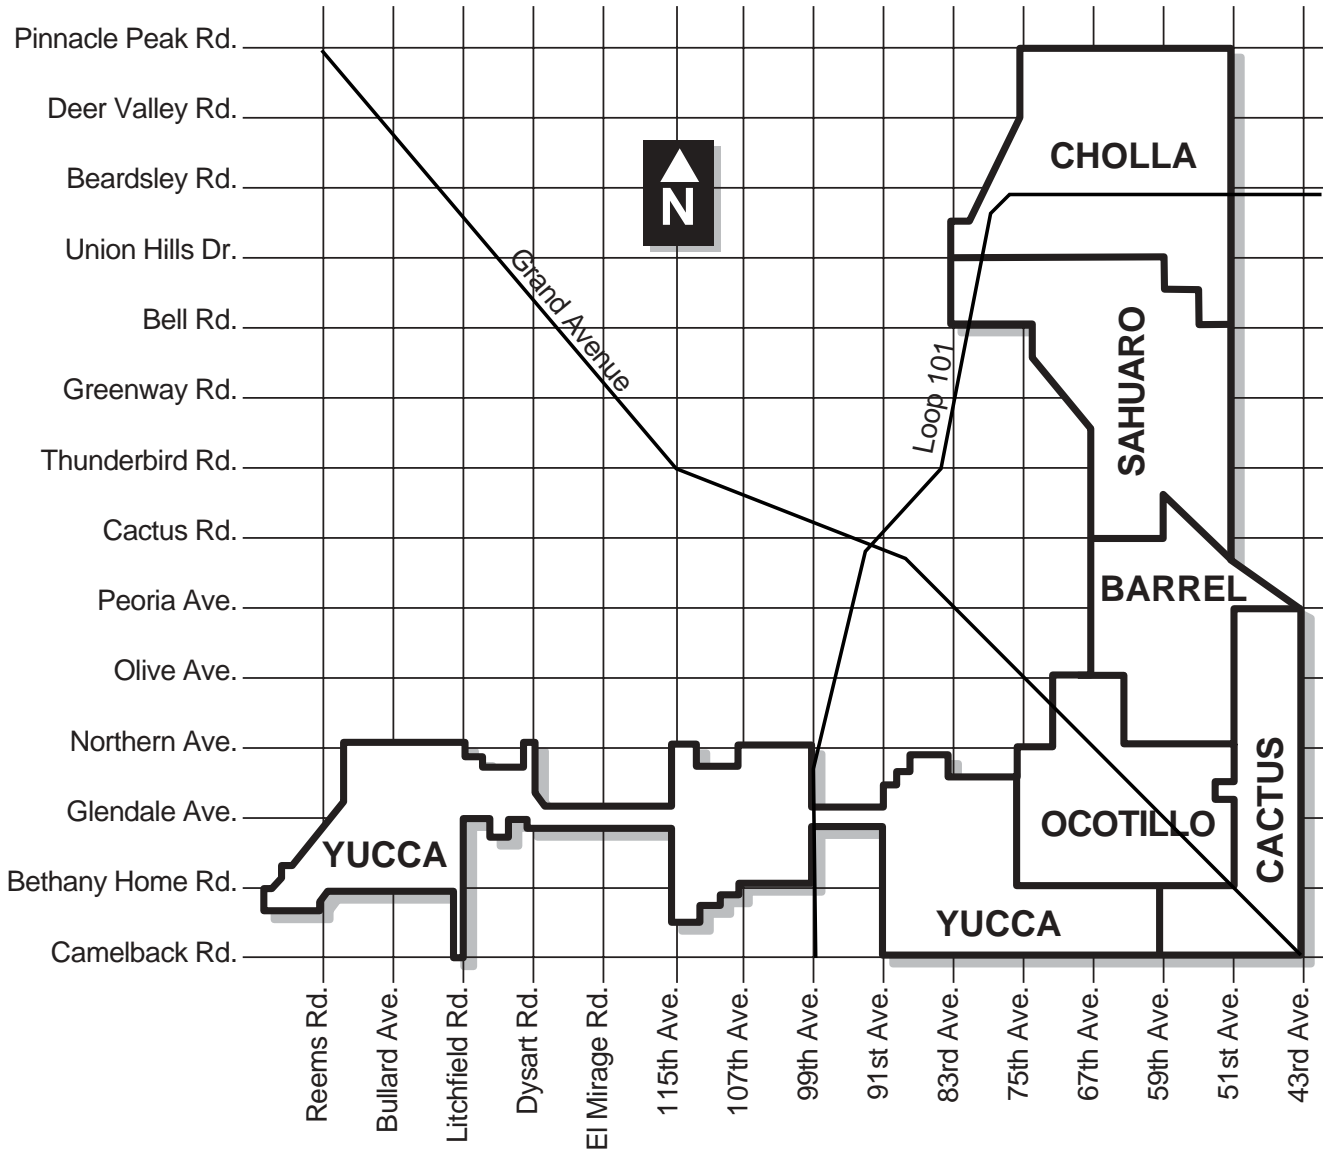 Pinnacle Peak Rd.
Deer Valley Rd.
Beardsley Rd.
Union Hills Dr.
Bell Rd.
Greenway Rd.
Thunderbird Rd.
Cactus Rd.
Peoria Ave.
Olive Ave.
Northern Ave.
Glendale Ave.
Bethany Home Rd.
Camelback Rd.
N
Grand Avenue
Loop 101
CHOLLA
SAHUARO
BARREL
OCOTILLO
CACTUS
YUCCA
YUCCA
Reems Rd.
Bullard Ave.
Litchfield Rd.
Dysart Rd.
El Mirage Rd.
115th Ave.
107th Ave.
99th Ave.
91st Ave.
83rd Ave.
75th Ave.
67th Ave.
59th Ave.
51st Ave.
43rd Ave.